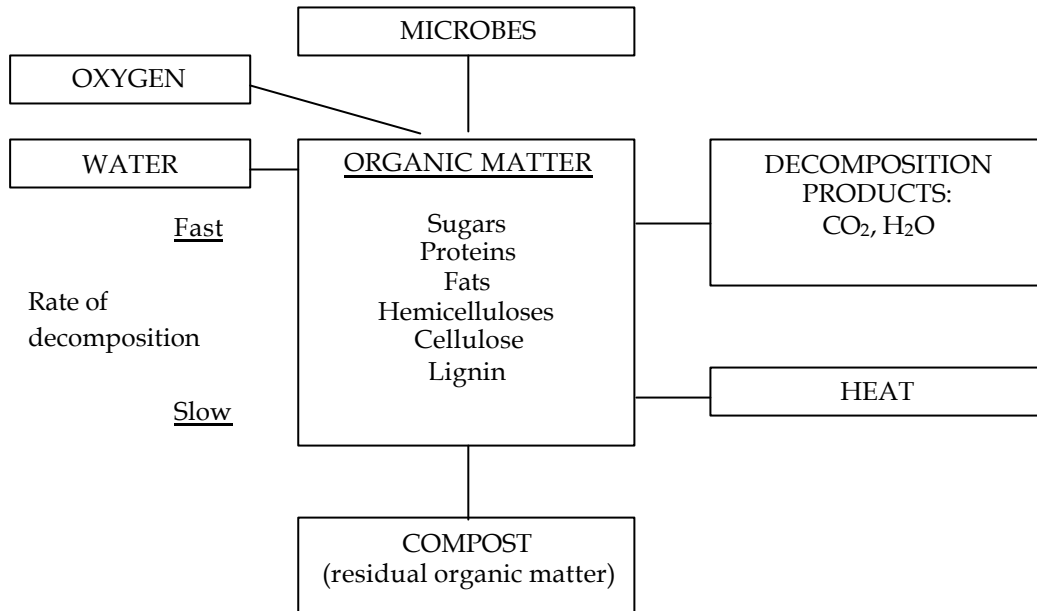 MICROBES
OXYGEN
WATER
ORGANIC MATTER
Sugars
Proteins
Fats
Hemicelluloses
Cellulose
Lignin
Fast
Rate of
decomposition
Slow
DECOMPOSITION
PRODUCTS:
CO₂, H₂O
HEAT
COMPOST
(residual organic matter)